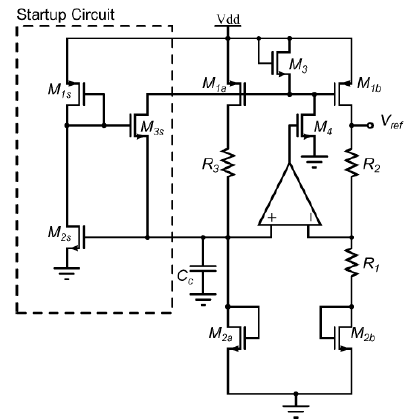 Startup Circuit
Vdd
M3
M1s
M1a
M1b
M3s
M4
Vref
R3
R2
M2s
+
−
Cc
R1
M2a
M2b